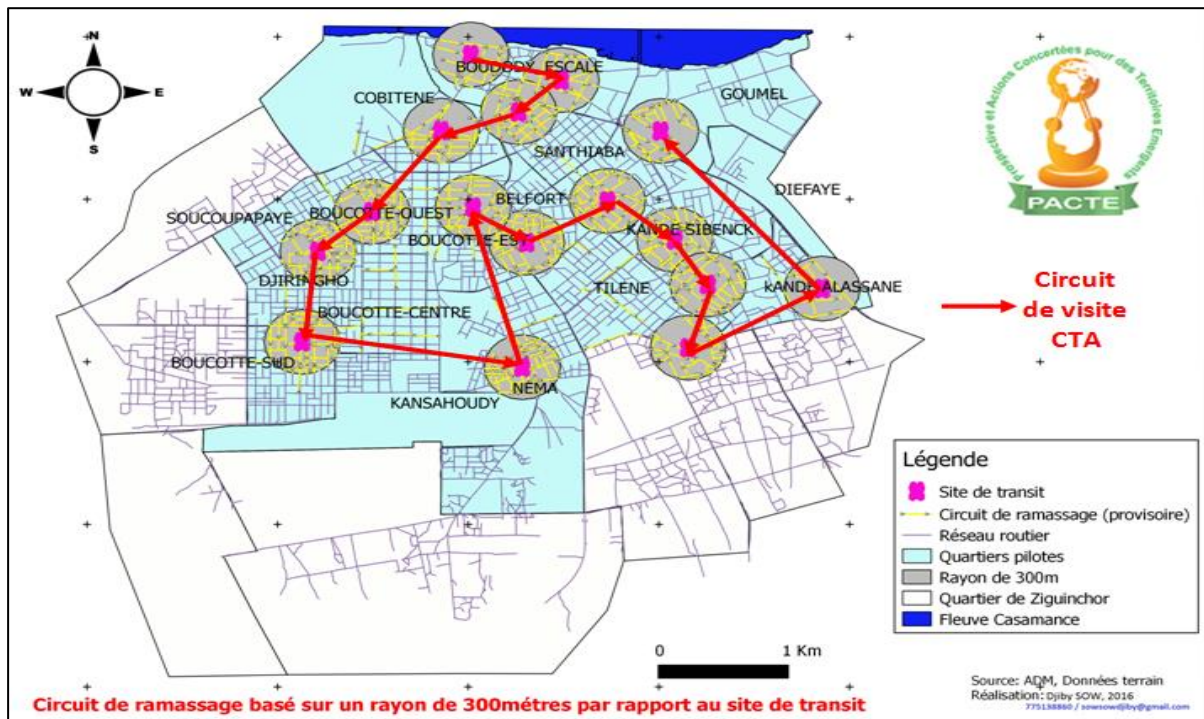 N
W
E
S
BOUDODY
ESCALE
COBITENE
GOUMEL
SANTHIABA
DIEFAYE
BELFORT
SOUCOUPAPAYE
BOUCOTTE-OUEST
BOUCOTTE-EST
KANDE SIBENCK
DJIRINGHO
TILENE
KANDE ALASSANE
BOUCOTTE-CENTRE
BOUCOTTE-SUD
NEMA
KANSAHOUDY
Prospective et Actions Concertées pour des Territoires Emergents
PACTE
Circuit
de visite
CTA
Légende
Site de transit
Circuit de ramassage (provisoire)
Réseau routier
Quartiers pilotes
Rayon de 300m
Quartier de Ziguinchor
Fleuve Casamance
0
1 Km
Source: ADM, Données terrain
Réalisation: Djiby SOW, 2016
775138860 / sowsowdjiby@gmail.com
Circuit de ramassage basé sur un rayon de 300métres par rapport au site de transit